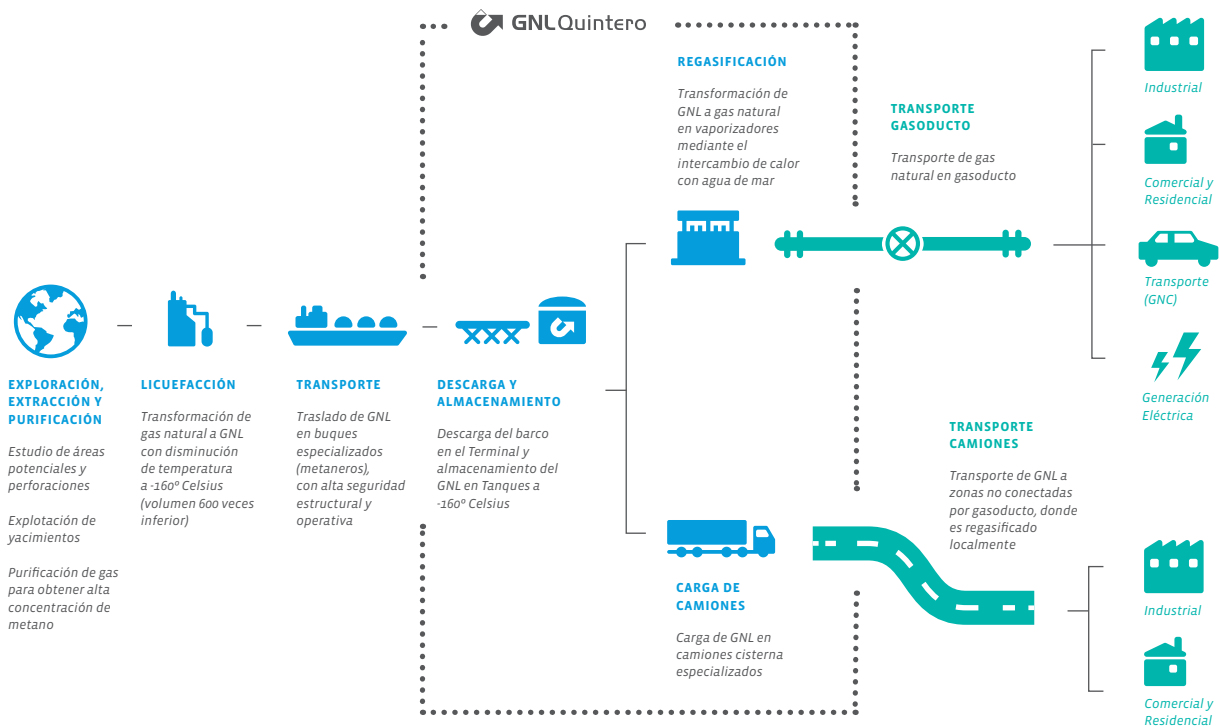 GNLQuintero
REGASIFICACIÓN
Transformación de
GNL a gas natural
en vaporizadores
mediante el
intercambio de calor
con agua de mar
TRANSPORTE
GASODUCTO
Transporte de gas
natural en gasoducto
Industrial
Comercial y
Residencial
Transporte
(GNC)
Generación
Eléctrica
EXPLORACIÓN,
EXTRACCIÓN Y
PURIFICACIÓN
Estudio de áreas
potenciales y
perforaciones
Explotación de
yacimientos
Purificación de gas
para obtener alta
concentración de
metano
LICUEFACCIÓN
Transformación de
gas natural a GNL
con disminución
de temperatura
a -160º Celsius
(volumen 600 veces
inferior)
TRANSPORTE
Traslado de GNL
en buques
especializados
(metaneros),
con alta seguridad
estructural y
operativa
DESCARGA Y
ALMACENAMIENTO
Descarga del barco
en el Terminal y
almacenamiento del
GNL en Tanques a
-160º Celsius
CARGA DE
CAMIONES
Carga de GNL en
camiones cisterna
especializados
TRANSPORTE
CAMIONES
Transporte de GNL a
zonas no conectadas
por gasoducto, donde
es regasificado
localmente
Industrial
Comercial y
Residencial